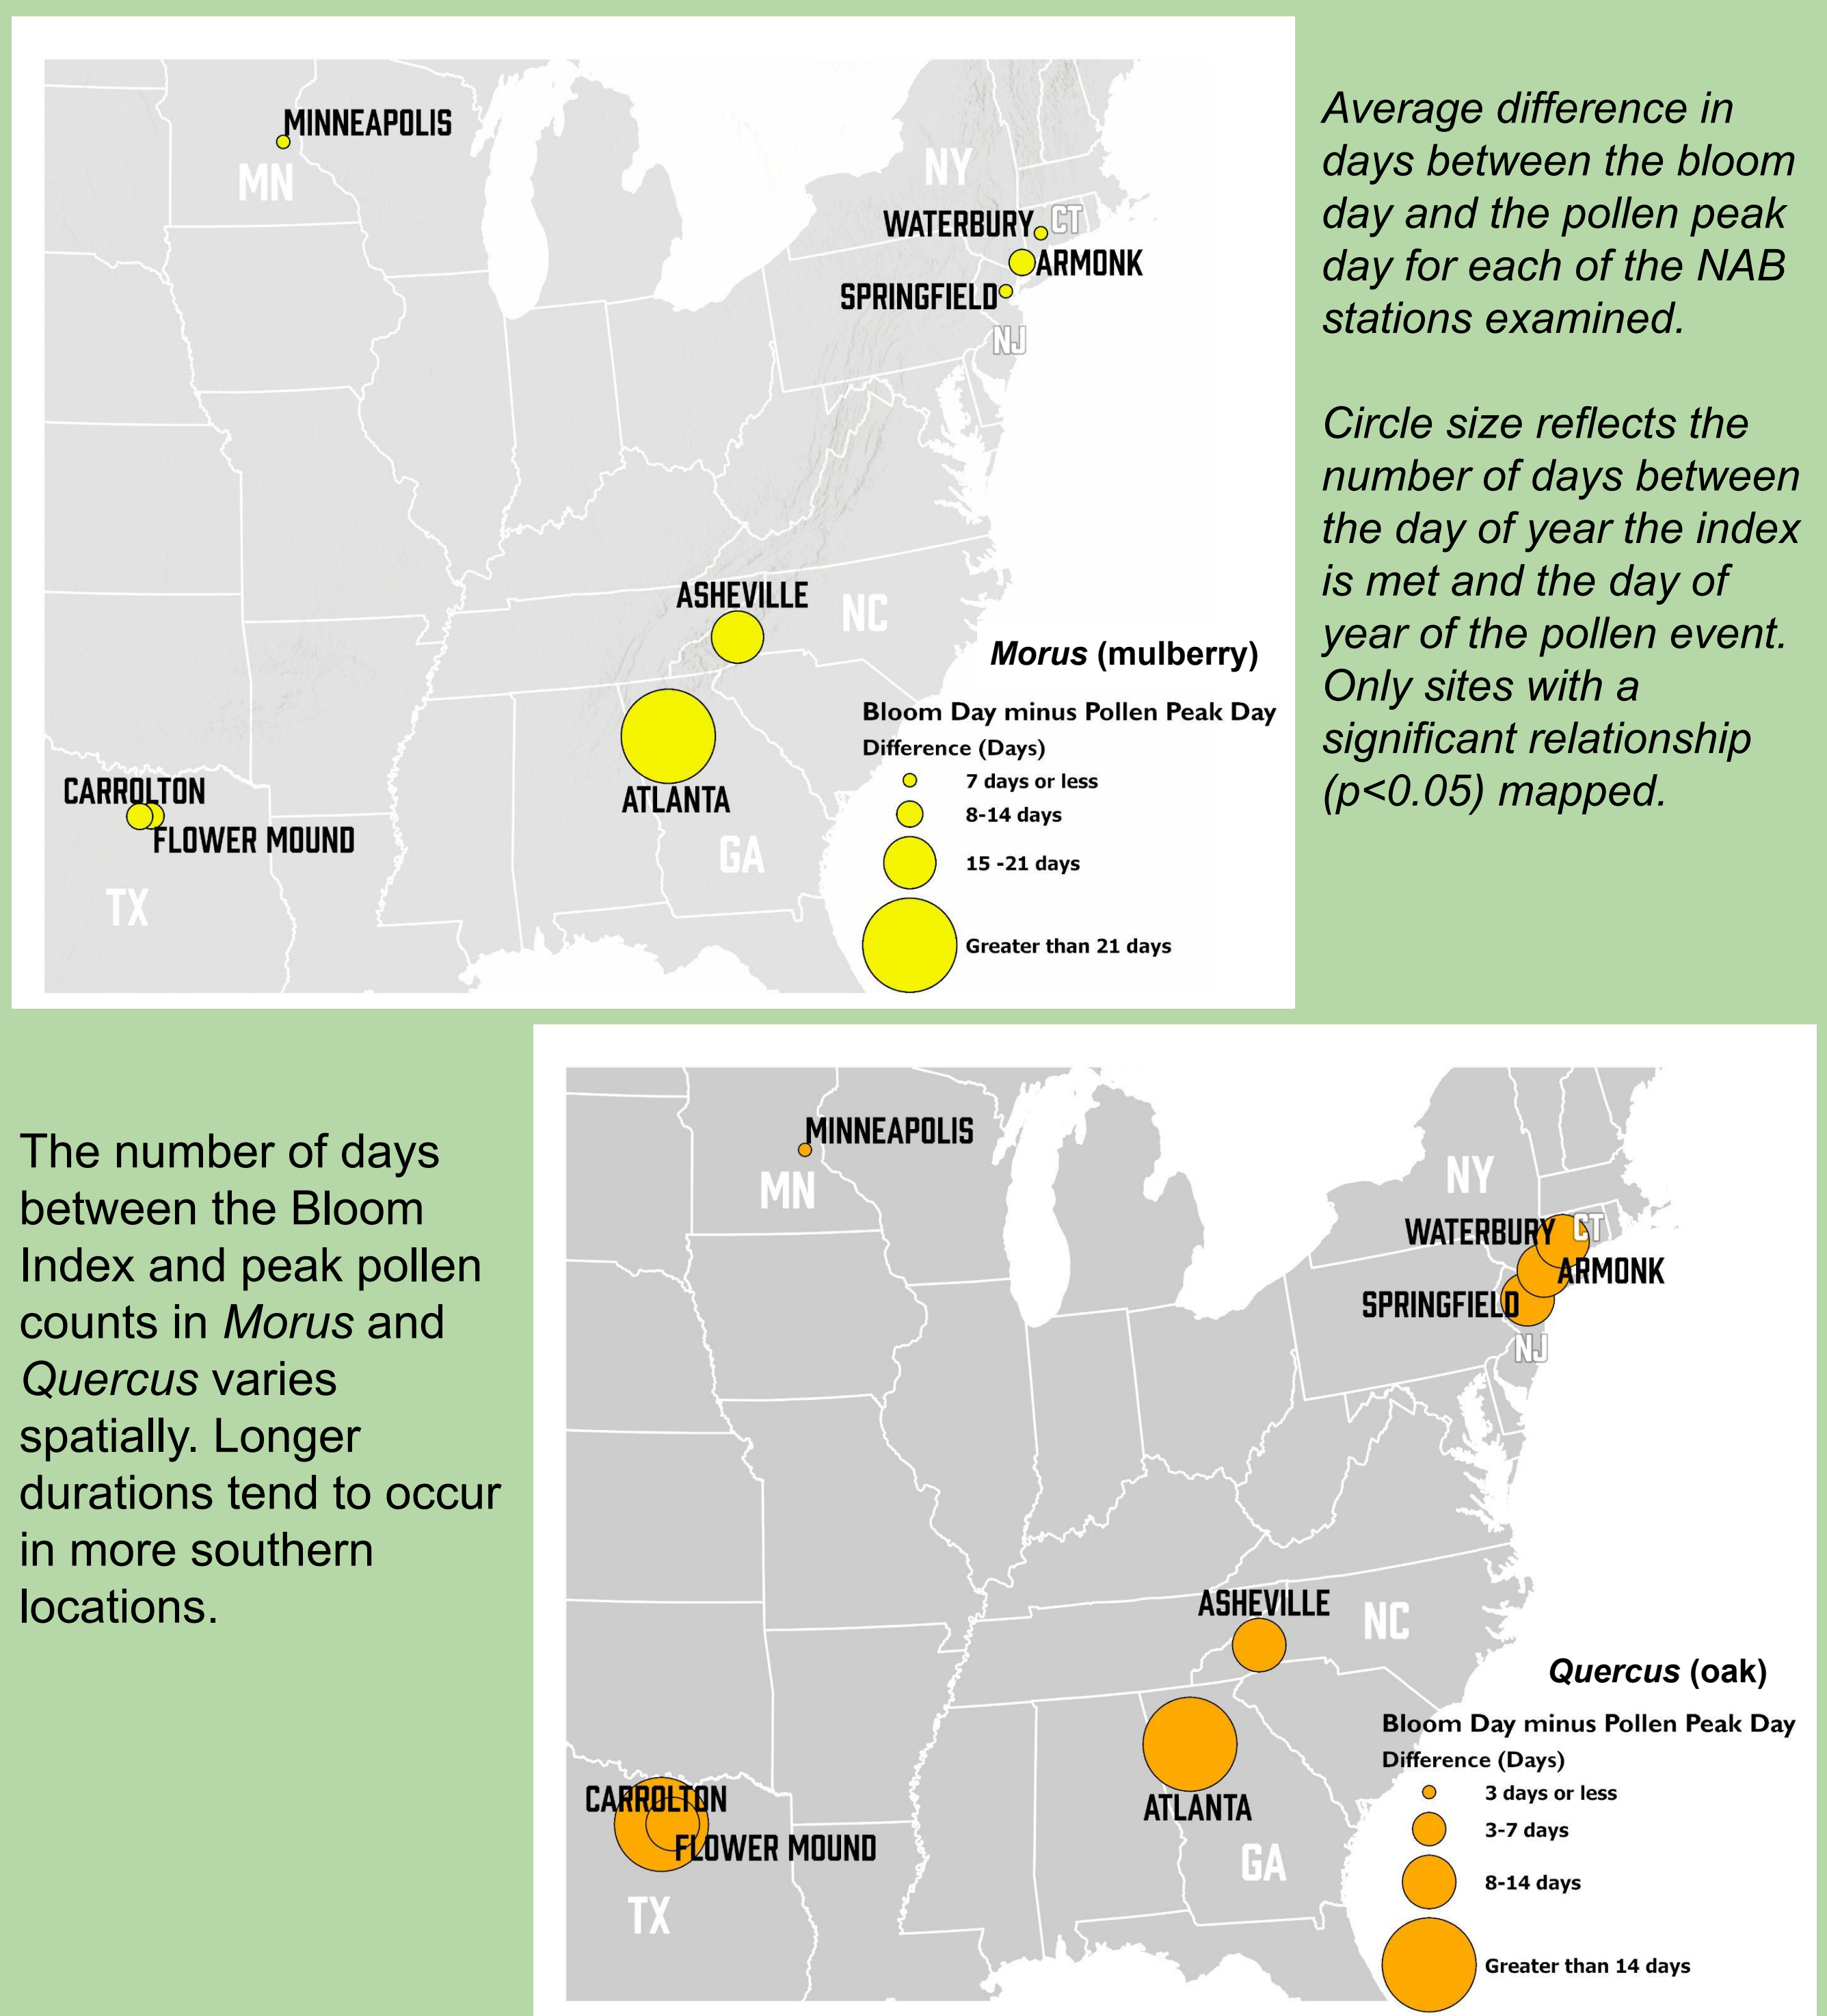 MINNEAPOLIS
MN
NY
WATERBURY
CT
ARMONK
SPRINGFIELD
NJ
ASHEVILLE
NC
ATLANTA
GA
CARROLTON
FLOWER MOUND
TX
Morus (mulberry)
Bloom Day minus Pollen Peak Day
Difference (Days)
7 days or less
8-14 days
15 -21 days
Greater than 21 days
Average difference in
days between the bloom
day and the pollen peak
day for each of the NAB
stations examined.
Circle size reflects the
number of days between
the day of year the index
is met and the day of
year of the pollen event.
Only sites with a
significant relationship
(p<0.05) mapped.
The number of days
between the Bloom
Index and peak pollen
counts in Morus and
Quercus varies
spatially. Longer
durations tend to occur
in more southern
locations.
MINNEAPOLIS
MN
NY
WATERBURY
CT
ARMONK
SPRINGFIELD
NJ
ASHEVILLE
NC
ATLANTA
GA
CARROLTON
FLOWER MOUND
TX
Quercus (oak)
Bloom Day minus Pollen Peak Day
Difference (Days)
3 days or less
3-7 days
8-14 days
Greater than 14 days